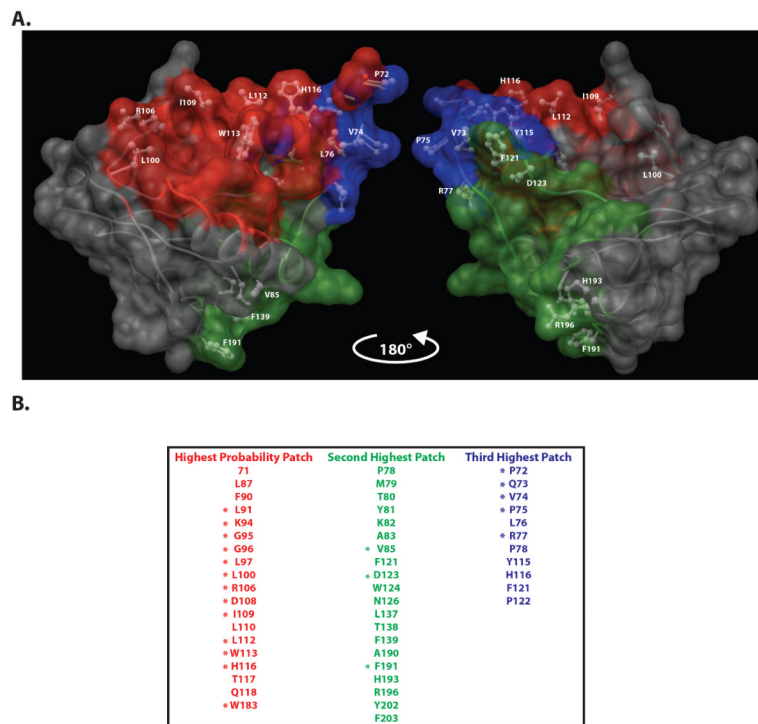 A.
P72
H116
L112
I109
R106
W113
V74
L76
L100
V85
F139
F191
H116
I109
L112
P75
V73
Y115
F121
L100
D123
R77
H193
R196
F191
180°
B.
Highest Probability Patch Second Highest Patch Third Highest Patch
71 P78 * P72
L87 M79 * Q73
F90 T80 * V74
* L91 Y81 * P75
* K94 K82 L76
* G95 A83 * R77
* G96 * V85 P78
* L97 F121 Y115
* L100 * D123 H116
* R106 W124 F121
* D108 N126 P122
* I109 L137
L110 T138
* L112 F139
* W113 A190
* H116 * F191
T117 H193
Q118 R196
* W183 Y202
F203